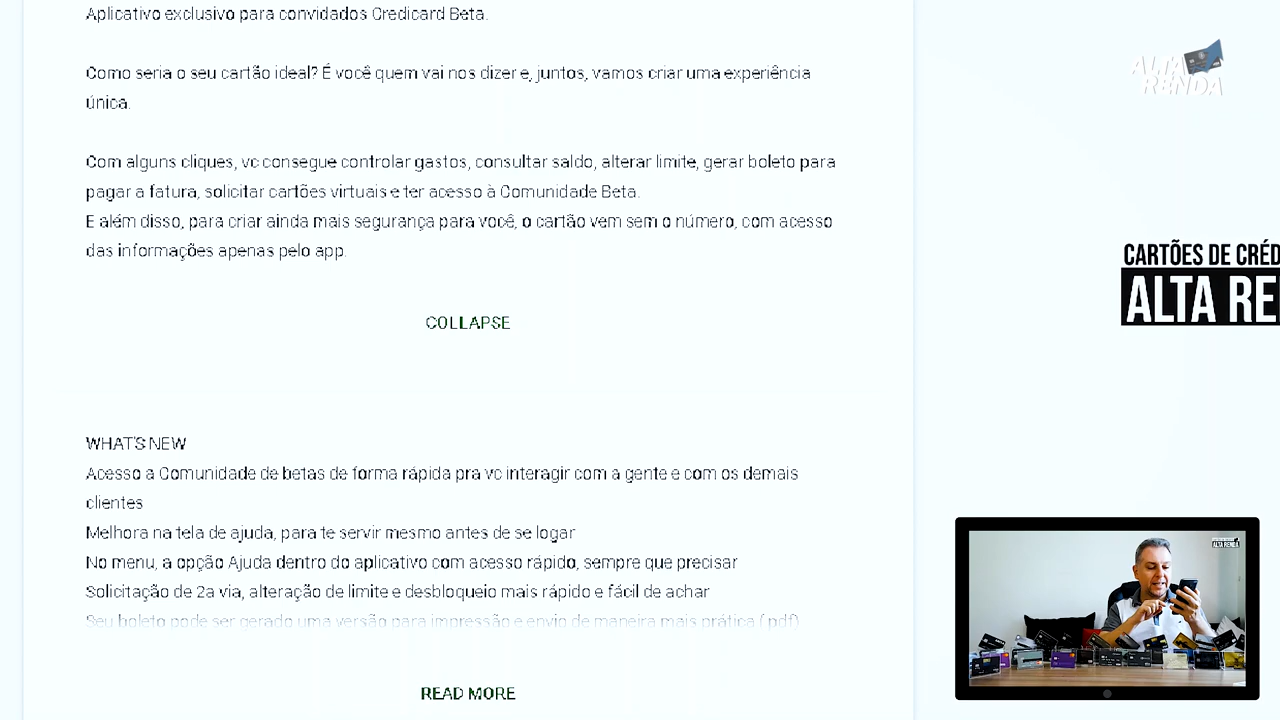 Aplicativo exclusivo para convidados Credicard Beta.
Como seria o seu cartão ideal? É você quem vai nos dizer e, juntos, vamos criar uma experiência
única.
Com alguns cliques, vc consegue controlar gastos, consultar saldo, alterar limite, gerar boleto para
pagar a fatura, solicitar cartões virtuais e ter acesso à Comunidade Beta.
E além disso, para criar ainda mais segurança para você, o cartão vem sem o número, com acesso
das informações apenas pelo app.
COLLAPSE
WHAT'S NEW
Acesso a Comunidade de betas de forma rápida pra vc interagir com a gente e com os demais
clientes
Melhora na tela de ajuda, para te servir mesmo antes de se logar
No menu, a opção Ajuda dentro do aplicativo com acesso rápido, sempre que precisar
Solicitação de 2a via, alteração de limite e desbloqueio mais rápido e fácil de achar
Seu boleto pode ser gerado uma versão para impressão e envio de maneira mais prática (.pdf)
READ MORE
ALTA
RENDA
CARTÕES DE CRÉD
ALTA RE
ALTA RENDA